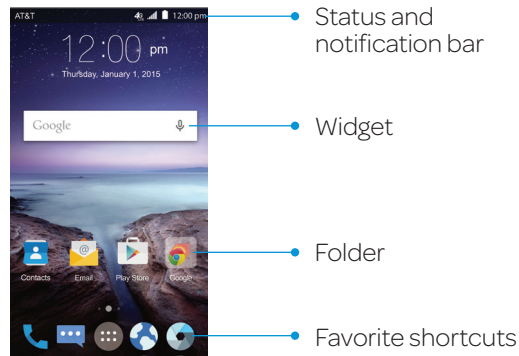 AT&T 4G 12:00 pm
12:00 pm
Thursday, January 1, 2015
Google
Contacts Email Play Store Google
Status and
notification bar
Widget
Folder
Favorite shortcuts